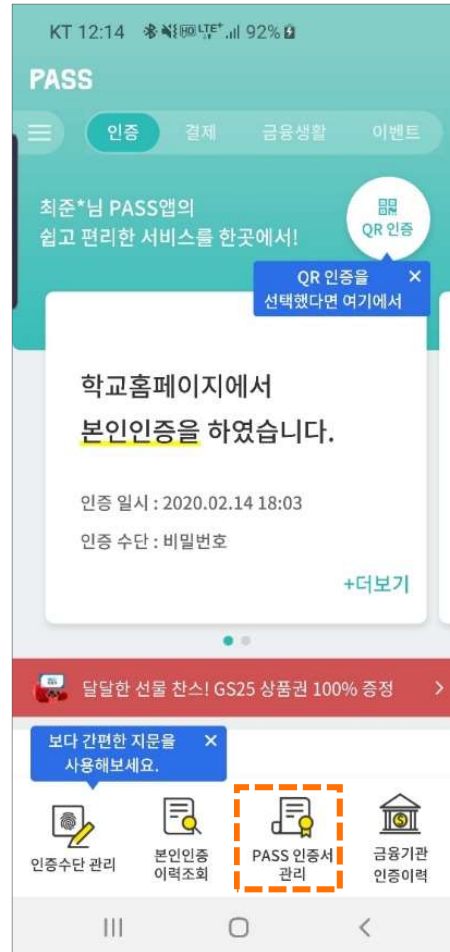 KT 12:14 LTE+ 92%
PASS
인증 결제 금융생활 이벤트
최준*님 PASS앱의
쉽고 편리한 서비스를 한곳에서!
QR 인증
QR 인증을
선택했다면 여기에서
학교홈페이지에서
본인인증을 하였습니다.
인증 일시 : 2020.02.14 18:03
인증 수단 : 비밀번호
+더보기
달달한 선물 찬스! GS25 상품권 100% 증정
보다 간편한 지문을
사용해보세요.
인증수단 관리
본인인증
이력조회
PASS 인증서
관리
금융기관
인증이력